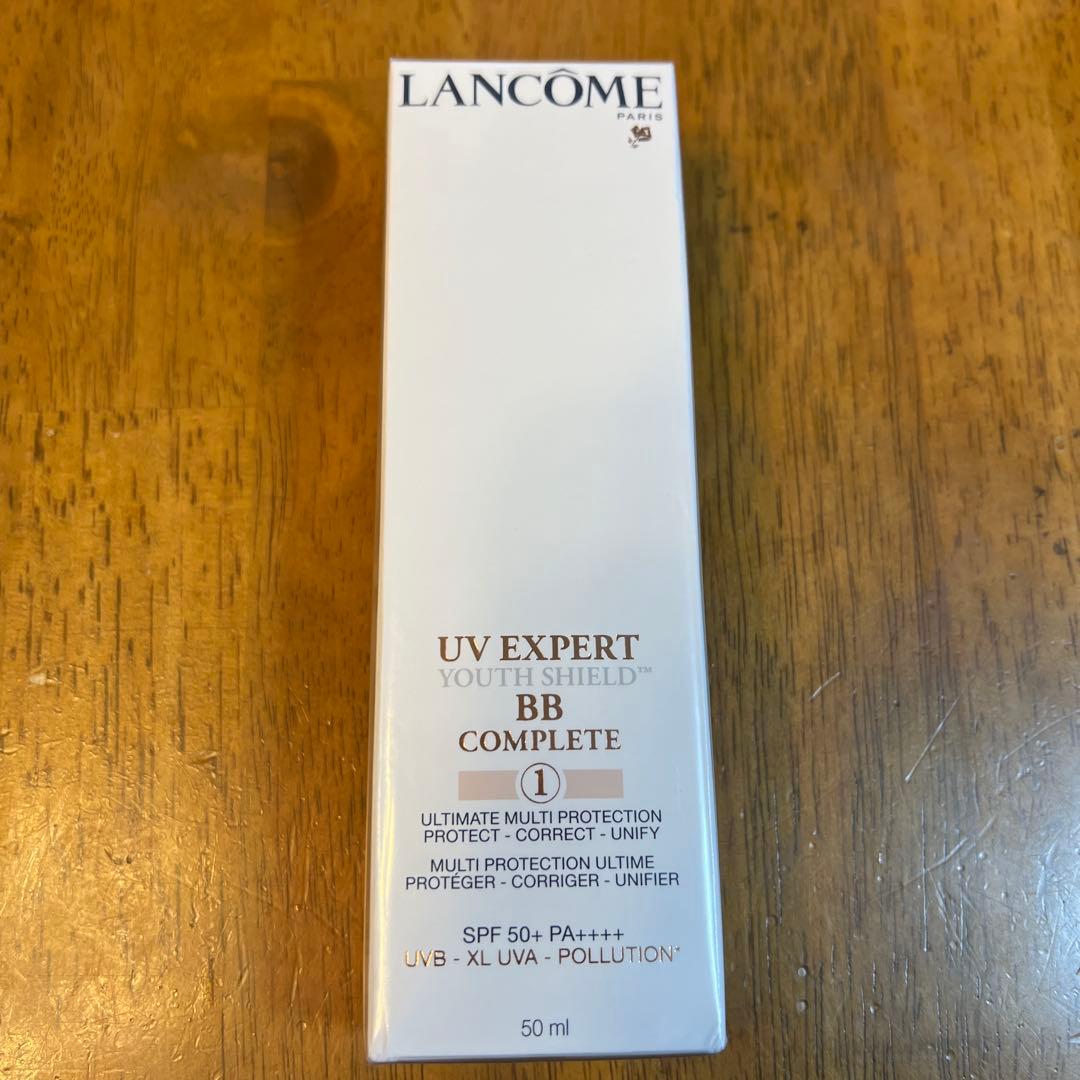 LANCÔME
PARIS
UV EXPERT
YOUTH SHIELD™
BB
COMPLETE
1
ULTIMATE MULTI PROTECTION
PROTECT - CORRECT - UNIFY
MULTI PROTECTION ULTIME
PROTÉGER - CORRIGER - UNIFIER
SPF 50+ PA++++
UVB - XL UVA - POLLUTION*
50 ml